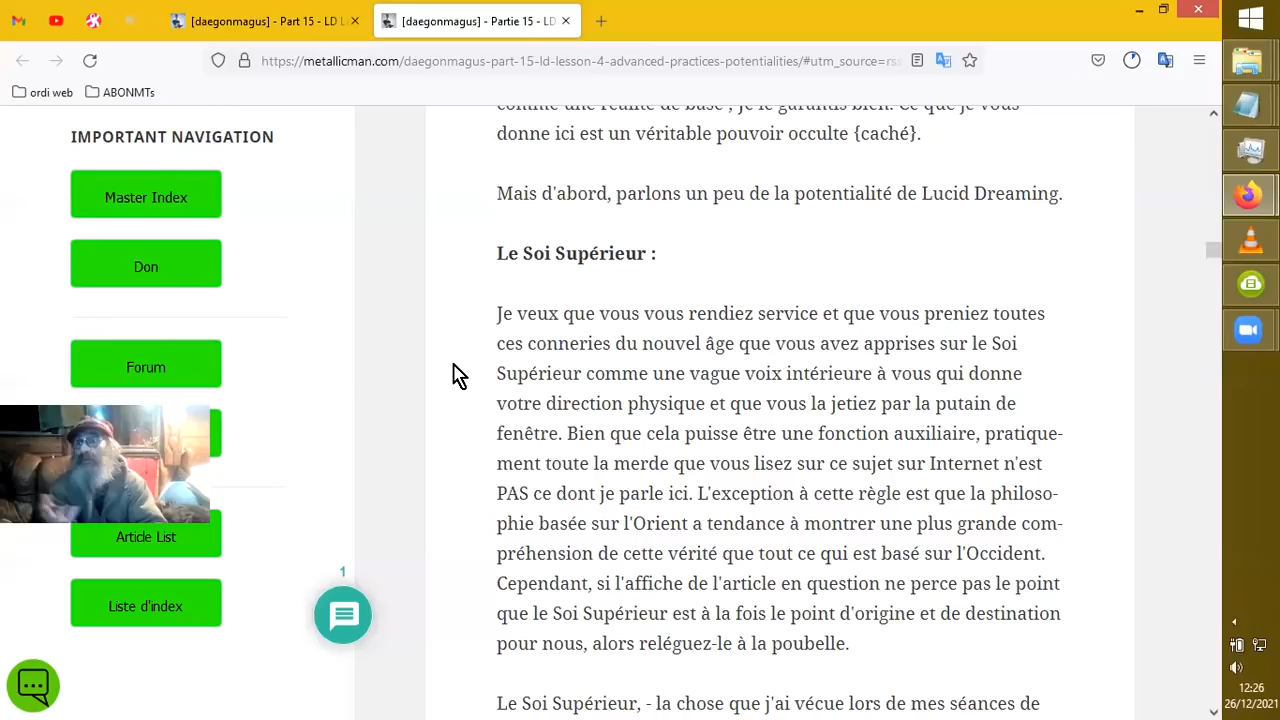 [daegonmagus] - Part 15 - LD L
[daegonmagus] - Partie 15 - LD
https://metallicman.com/daegonmagus-part-15-ld-lesson-4-advanced-practices-potentialities/#utm_source=rss
ordi web
ABONMTs
IMPORTANT NAVIGATION
Master Index
Don
Forum
Article List
Liste d'index
1
donne ici est un véritable pouvoir occulte {caché}.
Mais d'abord, parlons un peu de la potentialité de Lucid Dreaming.
Le Soi Supérieur :
Je veux que vous vous rendiez service et que vous preniez toutes
ces conneries du nouvel âge que vous avez apprises sur le Soi
Supérieur comme une vague voix intérieure à vous qui donne
votre direction physique et que vous la jetiez par la putain de
fenêtre. Bien que cela puisse être une fonction auxiliaire, pratique-
ment toute la merde que vous lisez sur ce sujet sur Internet n'est
PAS ce dont je parle ici. L'exception à cette règle est que la philoso-
phie basée sur l'Orient a tendance à montrer une plus grande com-
préhension de cette vérité que tout ce qui est basé sur l'Occident.
Cependant, si l'affiche de l'article en question ne perce pas le point
que le Soi Supérieur est à la fois le point d'origine et de destination
pour nous, alors reléguez-le à la poubelle.
Le Soi Supérieur, - la chose que j'ai vécue lors de mes séances de
12:26
26/12/2021